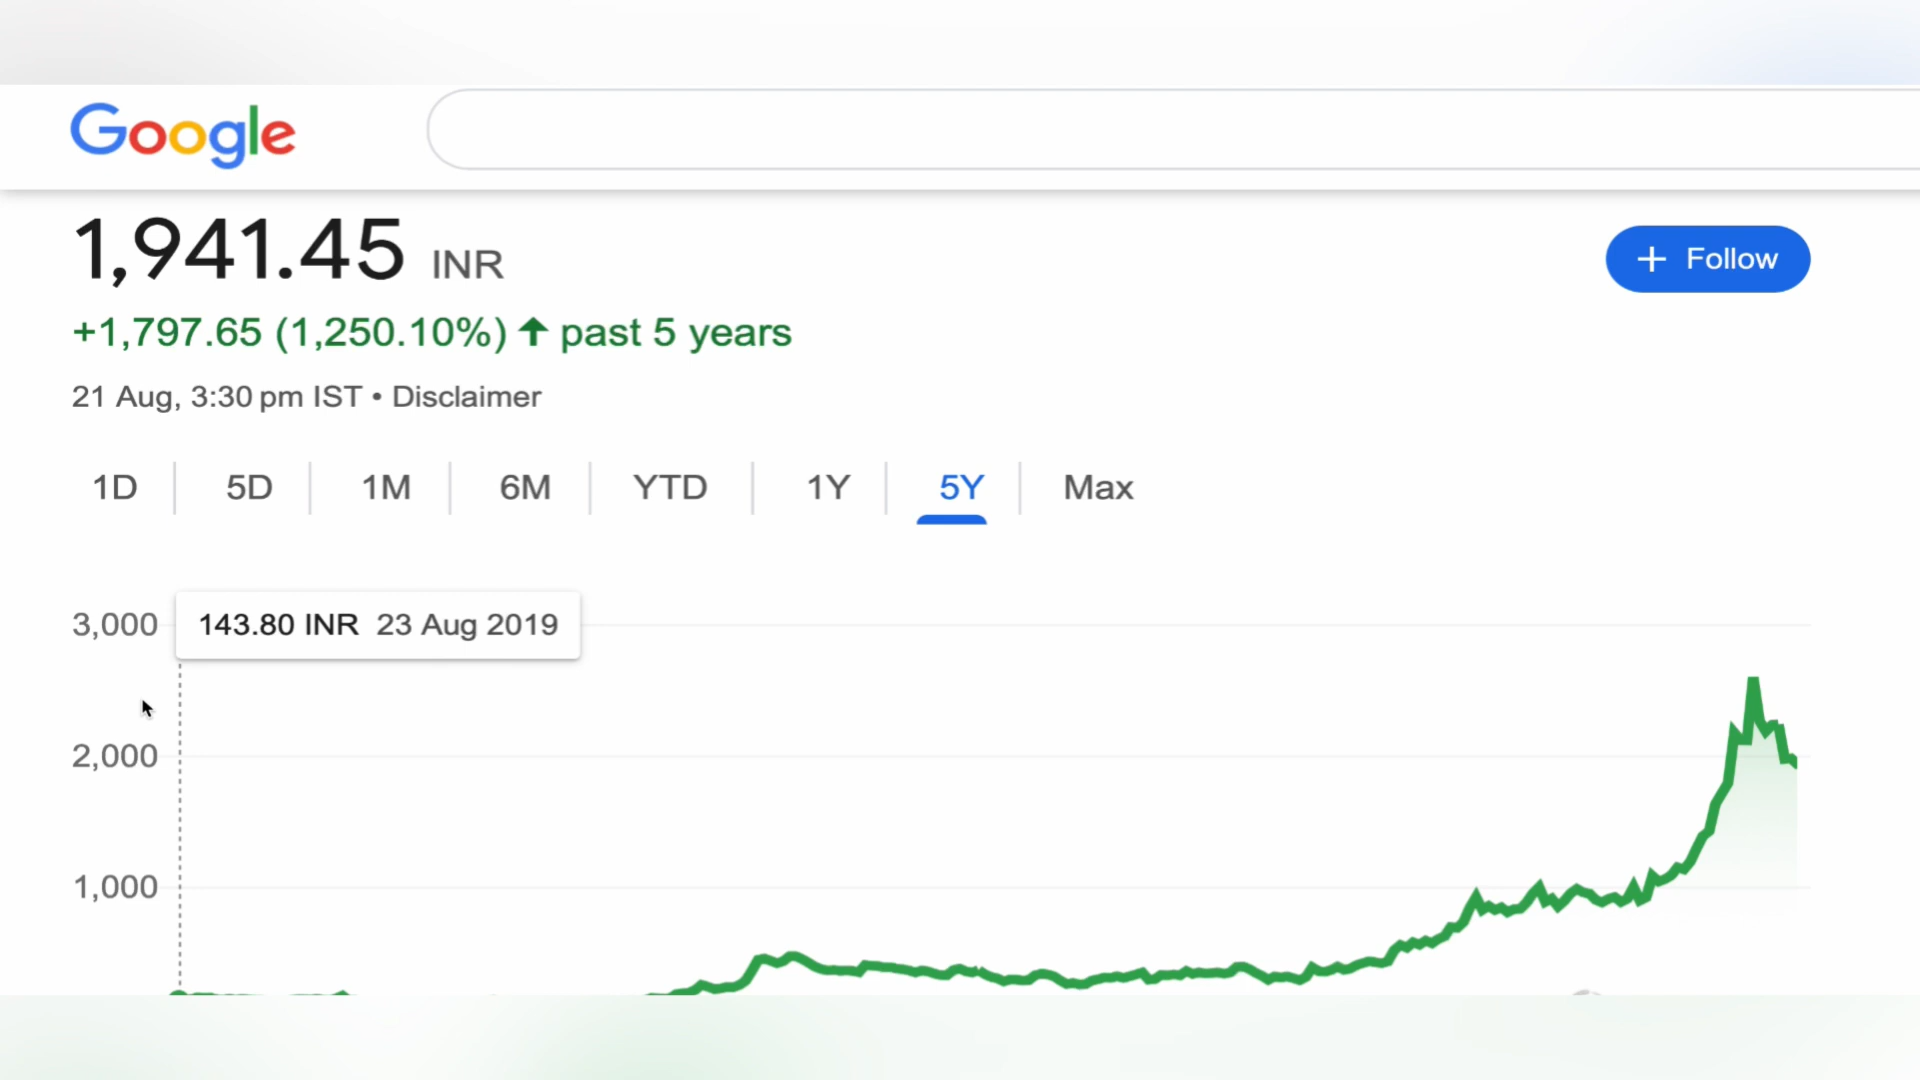 Google
1,941.45 INR
+ Follow
+1,797.65 (1,250.10%) ↑ past 5 years
21 Aug, 3:30 pm IST • Disclaimer
1D 5D 1M 6M YTD 1Y 5Y Max
3,000
143.80 INR 23 Aug 2019
2,000
1,000